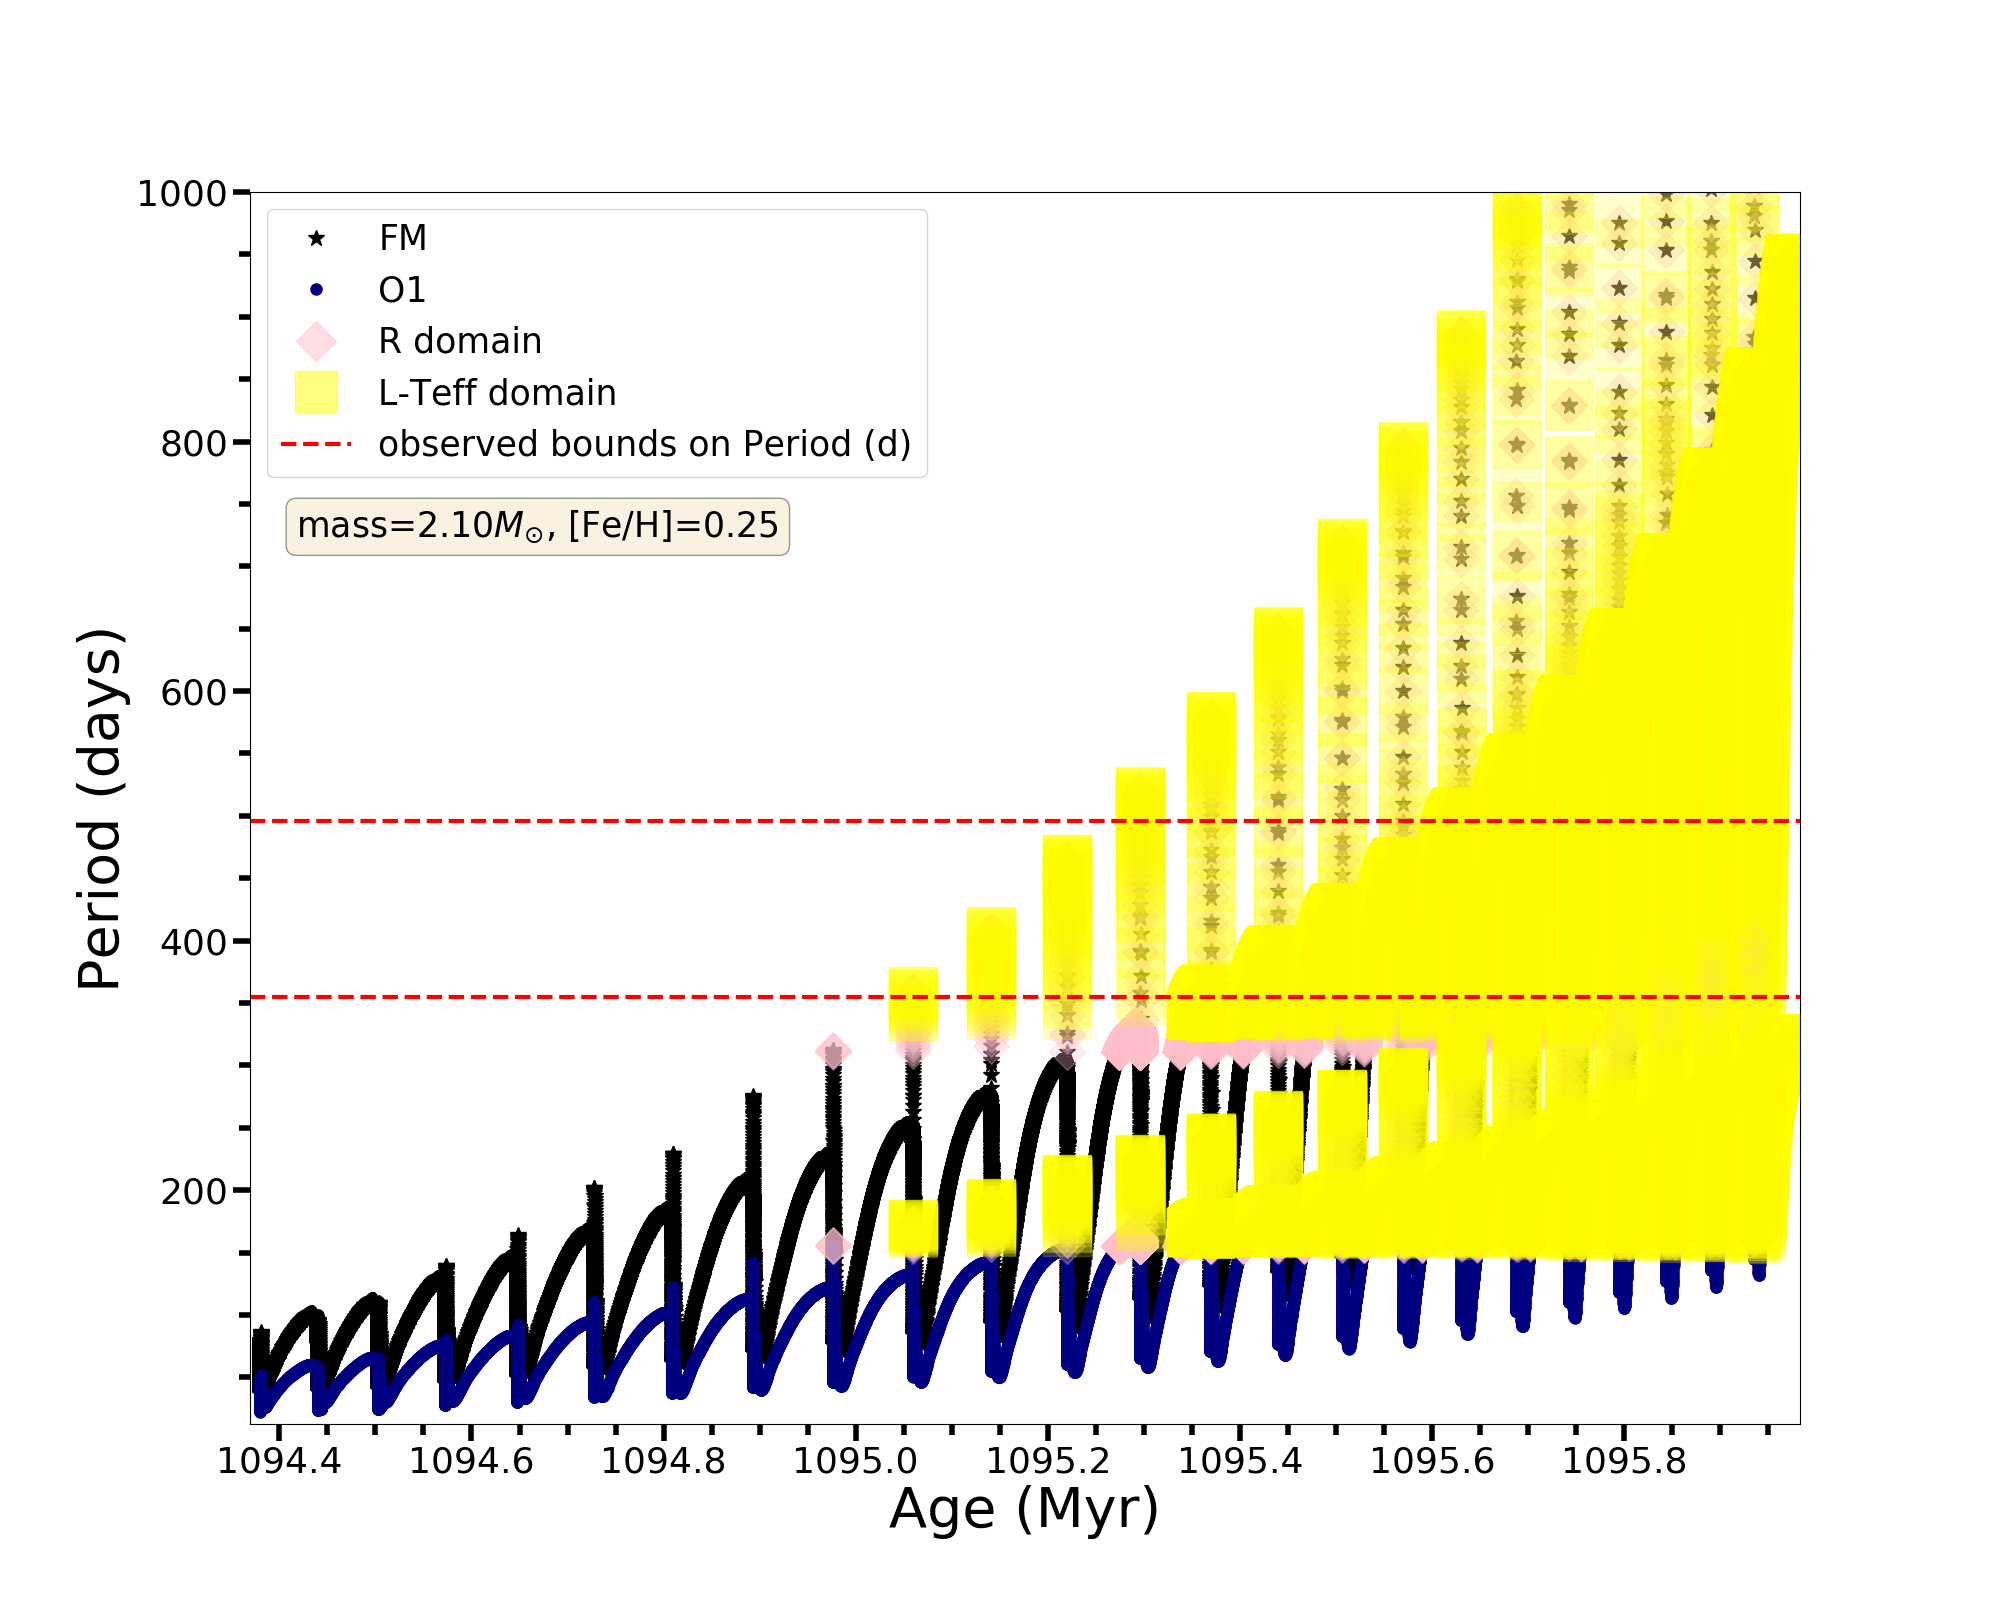 1000
800
600
400
200
Period (days)
FM
O1
R domain
L-Teff domain
observed bounds on Period (d)
mass=2.10M☉, [Fe/H]=0.25
1094.4 1094.6 1094.8 1095.0 1095.2 1095.4 1095.6 1095.8
Age (Myr)